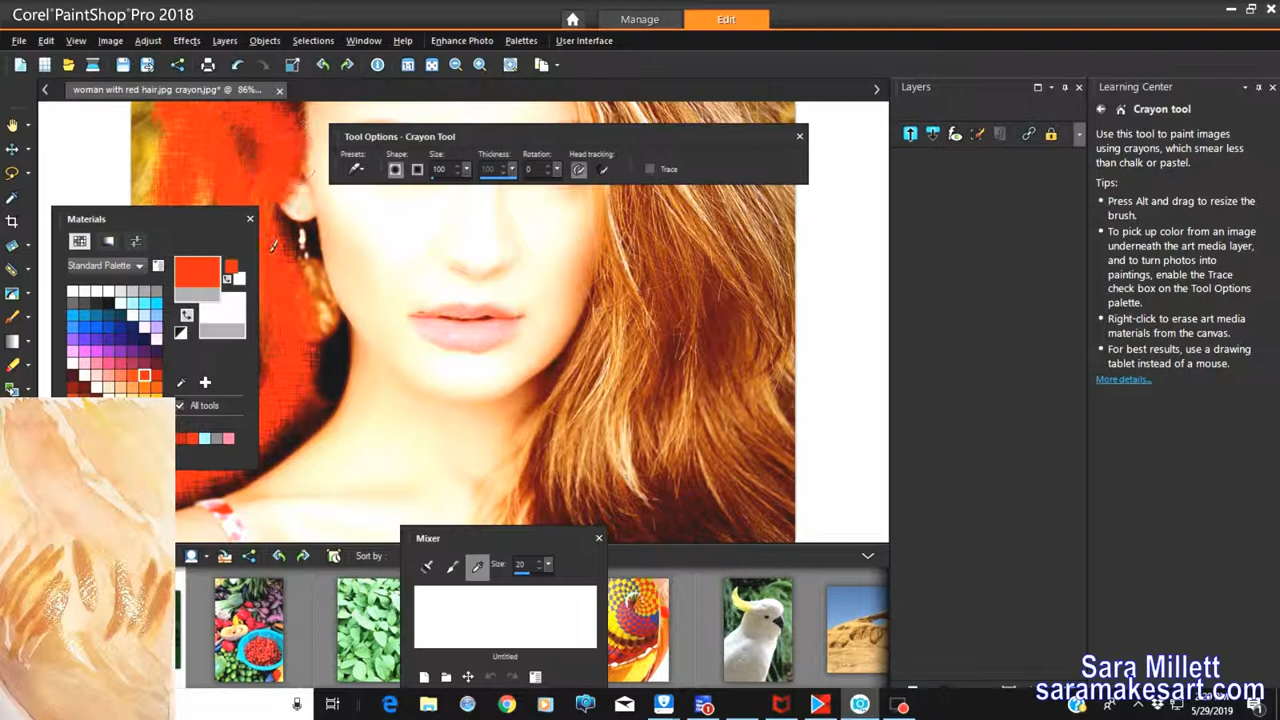 Corel® PaintShop® Pro 2018
Manage
Edit
File Edit View Image Adjust Effects Layers Objects Selections Window Help Enhance Photo Palettes User Interface
woman with red hair.jpg crayon.jpg* @ 86%...
Layers
Learning Center
Crayon tool
Use this tool to paint images
using crayons, which smear less
than chalk or pastel.
Tips:
• Press Alt and drag to resize the
brush.
• To pick up color from an
image underneath the art media layer,
and to turn photos into
paintings, enable the Trace
check box on the Tool Options
palette.
• Right-click to erase art media
materials from the canvas.
• For best results, use a drawing
tablet instead of a mouse.
More details...
Tool Options - Crayon Tool
Presets: Shape: Size: Thickness: Rotation: Head tracking:
100 100 0 Trace
Materials
Standard Palette
All tools
Sort by :
Mixer
Size: 20
Untitled
Sara Millett
saramakesart.com
5/29/2019